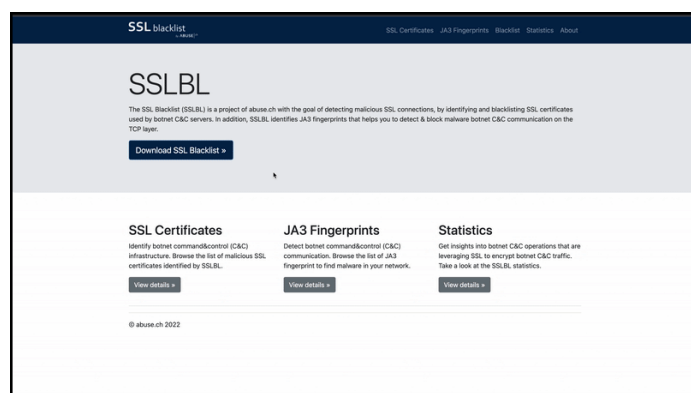 SSL blacklist
by ABUSE|
SSL Certificates JA3 Fingerprints Blacklist Statistics About
SSLBL
The SSL Blacklist (SSLBL) is a project of abuse.ch with the goal of detecting malicious SSL connections, by identifying and blacklisting SSL certificates
used by botnet C&C servers. In addition, SSLBL identifies JA3 fingerprints that helps you to detect & block malware botnet C&C communication on the
TCP layer.
Download SSL Blacklist »
SSL Certificates
Identify botnet command&control (C&C)
infrastructure. Browse the list of malicious SSL
certificates identified by SSLBL.
View details »
JA3 Fingerprints
Detect botnet command&control (C&C)
communication. Browse the list of JA3
fingerprint to find malware in your network.
View details »
Statistics
Get insights into botnet C&C operations that are
leveraging SSL to encrypt botnet C&C traffic.
Take a look at the SSLBL statistics.
View details »
© abuse.ch 2022